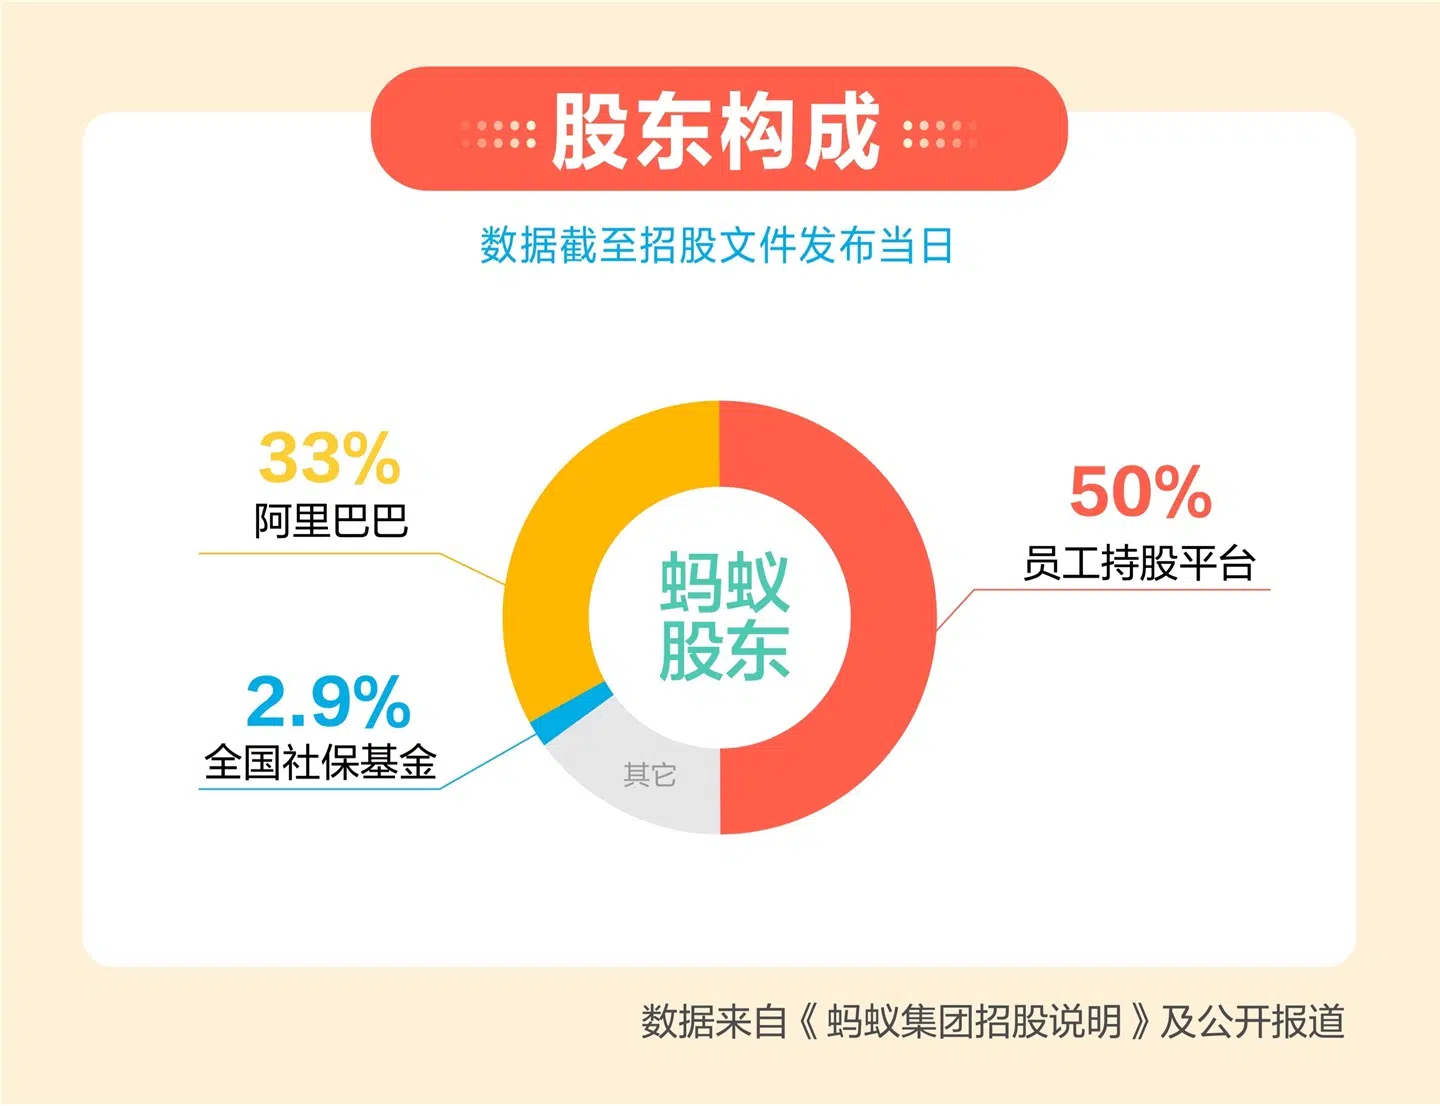 股东构成
数据截至招股文件发布当日
33%
阿里巴巴
50%
员工持股平台
蚂蚁
股东
2.9%
全国社保基金
其它
数据来自《蚂蚁集团招股说明》及公开报道